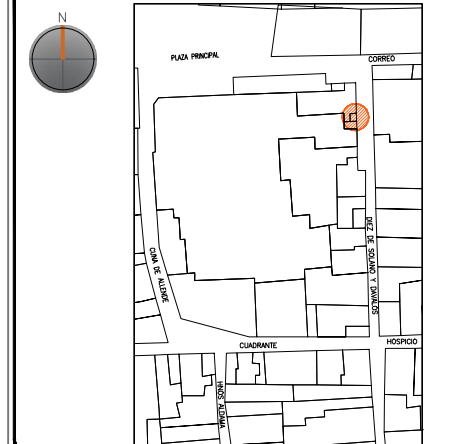 N
PLAZA PRINCIPAL
CORREO
DIEZ DE SOLANO Y DAVALOS
CUNA DE ALLENDE
CUADRANTE
HOSPICIO
HNOS ALDAMA